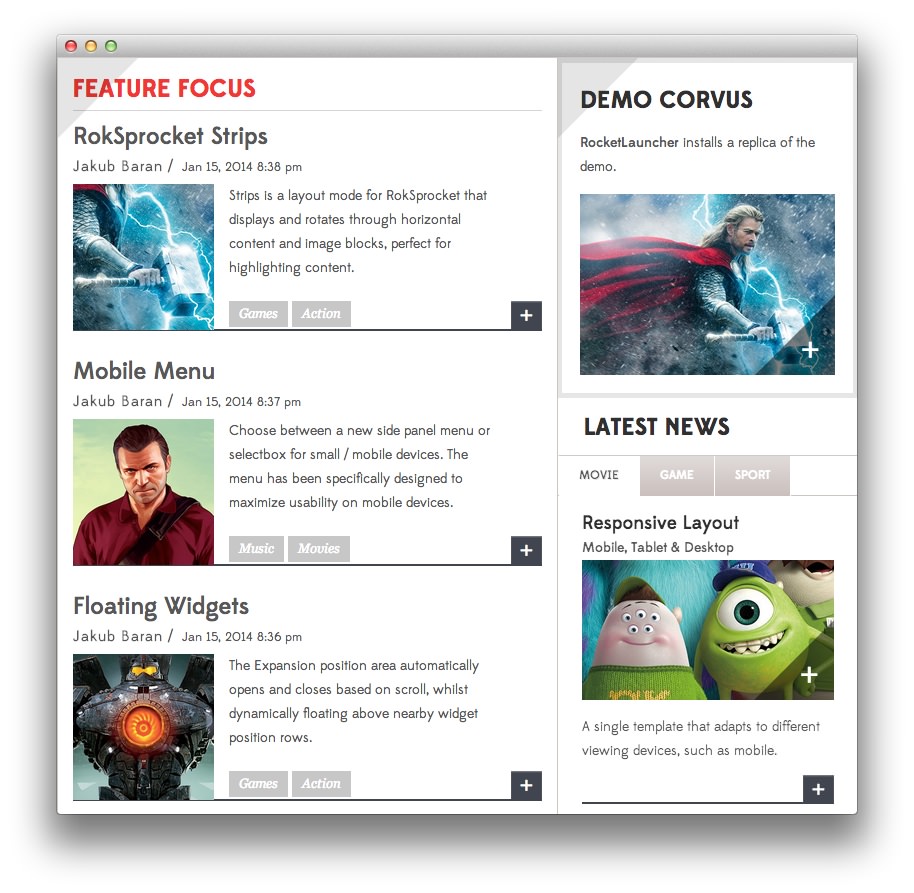 FEATURE FOCUS
RokSprocket Strips
Jakub Baran / Jan 15, 2014 8:38 pm
Strips is a layout mode for RokSprocket that
displays and rotates through horizontal
content and image blocks, perfect for
highlighting content.
Games Action
+
Mobile Menu
Jakub Baran / Jan 15, 2014 8:37 pm
Choose between a new side panel menu or
selectbox for small / mobile devices. The
menu has been specifically designed to
maximize usability on mobile devices.
Music Movies
+
Floating Widgets
Jakub Baran / Jan 15, 2014 8:36 pm
The Expansion position area automatically
opens and closes based on scroll, whilst
dynamically floating above nearby widget
position rows.
Games Action
+
DEMO CORVUS
RocketLauncher installs a replica of the
demo.
+
LATEST NEWS
MOVIE GAME SPORT
Responsive Layout
Mobile, Tablet & Desktop
+
A single template that adapts to different
viewing devices, such as mobile.
+